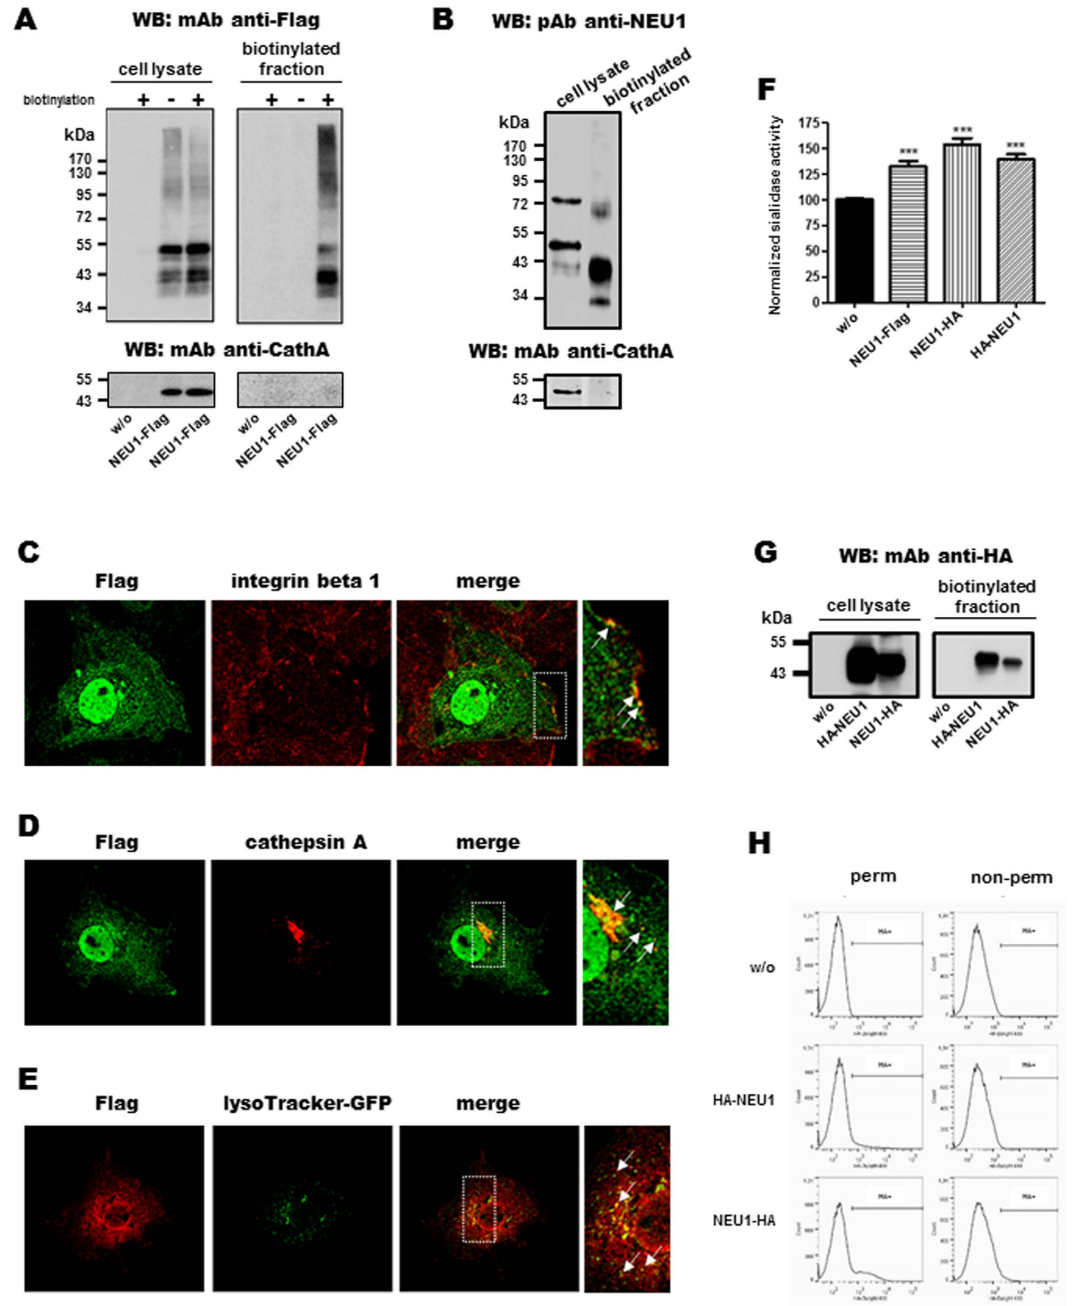 A
WB: mAb anti-Flag
cell lysate
biotinylated
fraction
biotinylation + - + + - +
kDa
170
130
95
72
55
43
34
WB: mAb anti-CathA
55
43
w/o
NEU1-Flag
NEU1-Flag
w/o
NEU1-Flag
NEU1-Flag
B
WB: pAb anti-NEU1
cell lysate
biotinylated
fraction
kDa
170
130
95
72
55
43
34
WB: mAb anti-CathA
55
43
F
Normalized sialidase activity
175
150
125
100
75
50
25
0
***
***
***
w/o
NEU1-Flag
NEU1-HA
HA-NEU1
C
Flag
integrin beta 1
merge
D
Flag
cathepsin A
merge
E
Flag
lysoTracker-GFP
merge
G
WB: mAb anti-HA
cell lysate
biotinylated
fraction
kDa
55
43
w/o
HA-NEU1
NEU1-HA
w/o
HA-NEU1
NEU1-HA
H
perm
non-perm
w/o
HA-NEU1
NEU1-HA